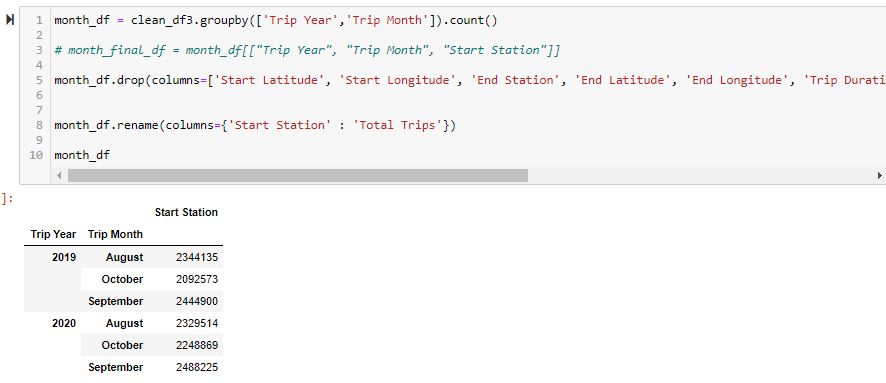 1 month_df = clean_df3.groupby(['Trip Year','Trip Month']).count()
2
3 # month_final_df = month_df[["Trip Year", "Trip Month", "Start Station"]]
4
5 month_df.drop(columns=['Start Latitude', 'Start Longitude', 'End Station', 'End Latitude', 'End Longitude', 'Trip Durati
6
7
8 month_df.rename(columns={'Start Station' : 'Total Trips'})
9
10 month_df
]:
Start Station
Trip Year Trip Month
2019 August 2344135
October 2092573
September 2444900
2020 August 2329514
October 2248869
September 2488225